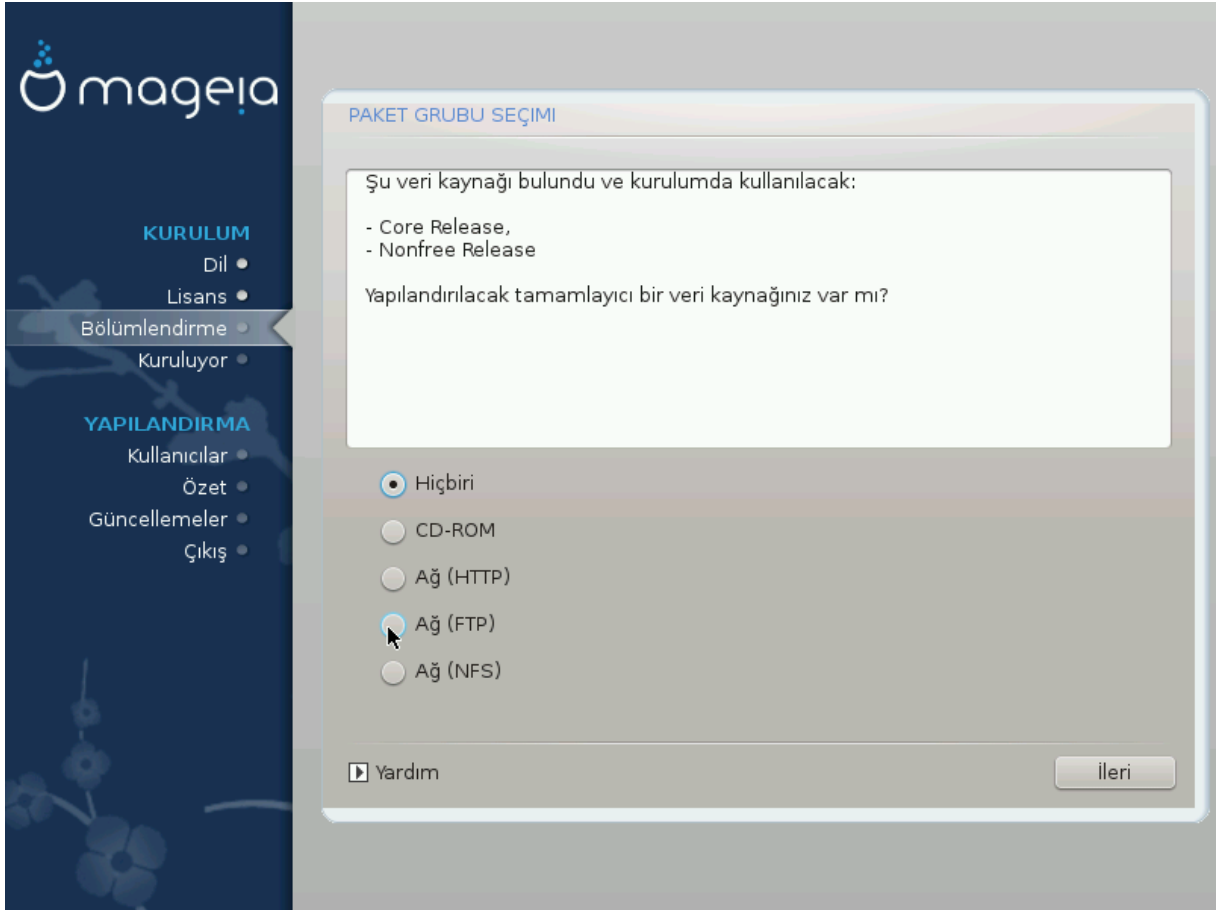 mageia
KURULUM
Dil
Lisans
Bölümlendirme
Kuruluyor
YAPILANDIRMA
Kullanıcılar
Özet
Güncellemeler
Çıkış
PAKET GRUBU SEÇIMI
Şu veri kaynağı bulundu ve kurulumda kullanılacak:
- Core Release,
- Nonfree Release
Yapılandırılacak tamamlayıcı bir veri kaynağınız var mı?
Hiçbiri
CD-ROM
Ağ (HTTP)
Ağ (FTP)
Ağ (NFS)
Yardım
İleri